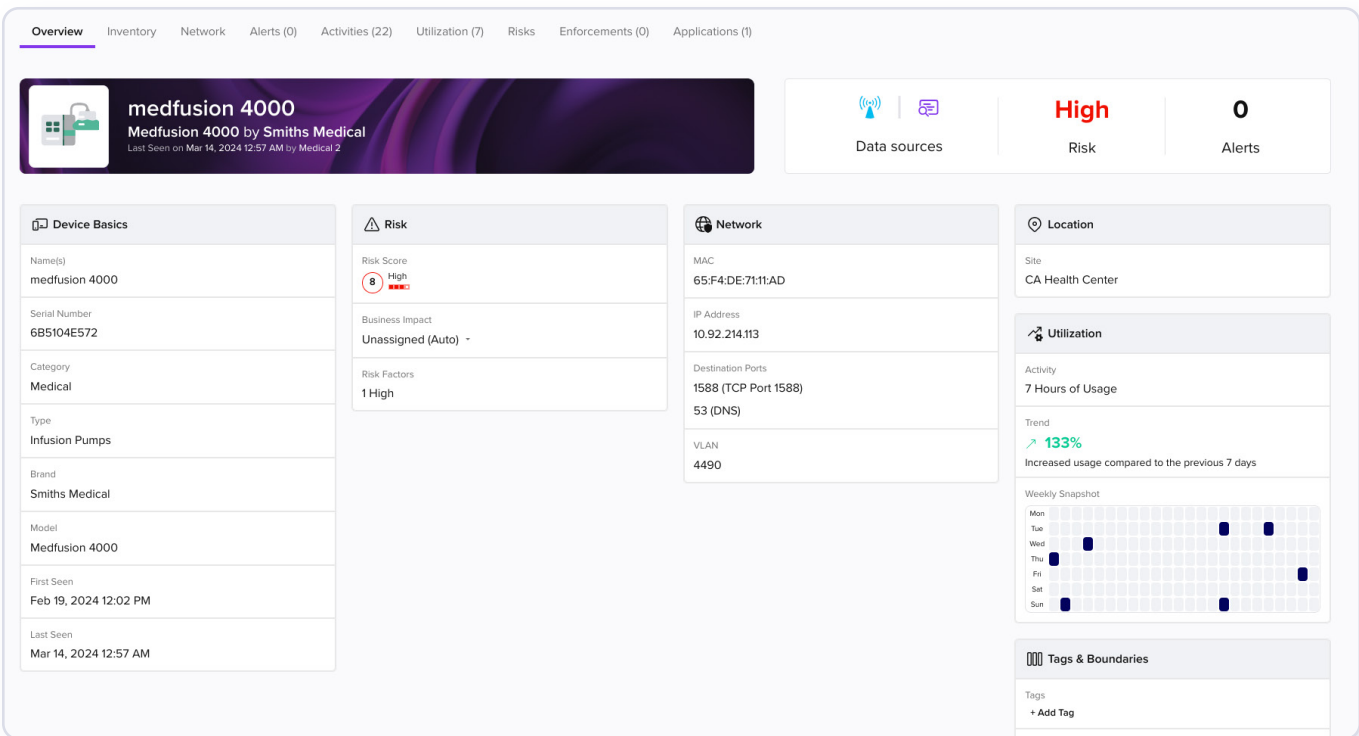 Overview Inventory Network Alerts (0) Activities (22) Utilization (7) Risks Enforcements (0) Applications (1)
medfusion 4000
Medfusion 4000 by Smiths Medical
Last Seen on Mar 14, 2024 12:57 AM by Medical 2
Data sources
High
Risk
0
Alerts
Device Basics
Name(s)
medfusion 4000
Serial Number
6B5104E572
Category
Medical
Type
Infusion Pumps
Brand
Smiths Medical
Model
Medfusion 4000
First Seen
Feb 19, 2024 12:02 PM
Last Seen
Mar 14, 2024 12:57 AM
Risk
Risk Score
8 High
Business Impact
Unassigned (Auto) -
Risk Factors
1 High
Network
MAC
65:F4:DE:71:11:AD
IP Address
10.92.214.113
Destination Ports
1588 (TCP Port 1588)
53 (DNS)
VLAN
4490
Location
Site
CA Health Center
Utilization
Activity
7 Hours of Usage
Trend
133%
Increased usage compared to the previous 7 days
Weekly Snapshot
Mon
Tue
Wed
Thu
Fri
Sat
Sun
Tags & Boundaries
Tags
+ Add Tag